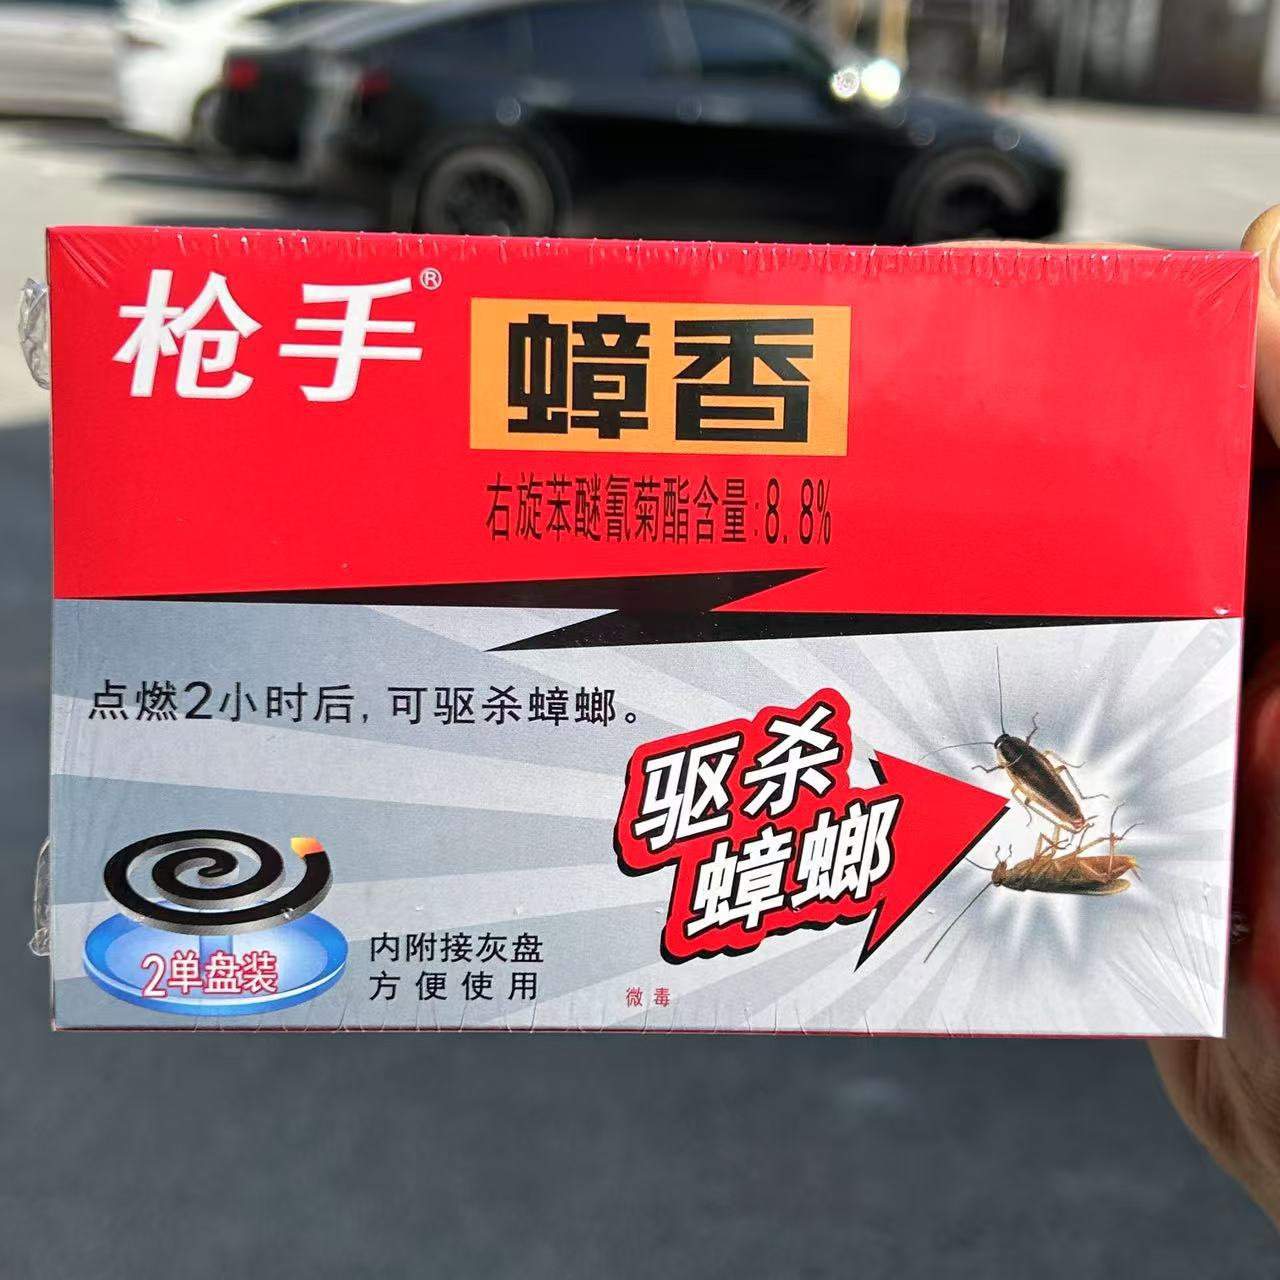 枪手®
蟑香
右旋苯醚氰菊酯含量:8.8%
点燃2小时后,可驱杀蟑螂。
驱杀
蟑螂
2单盘装
内附接灰盘
方便使用
微毒